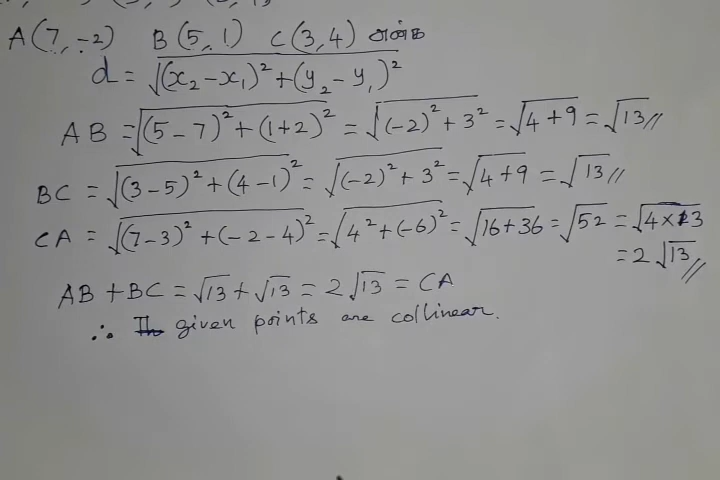 A(7, -2) B(5, 1) C(3, 4) என்க
d = √(x₂-x₁)²+(y₂-y₁)²
AB = √(5-7)²+(1+2)² = √(-2)²+3² = √4+9 = √13//
BC = √(3-5)²+(4-1)² = √(-2)²+3² = √4+9 = √13//
CA = √(7-3)²+(-2-4)² = √4²+(-6)² = √16+36 = √52 = √4×13
= 2√13//
AB + BC = √13+√13 = 2√13 = CA
∴ given points are collinear.